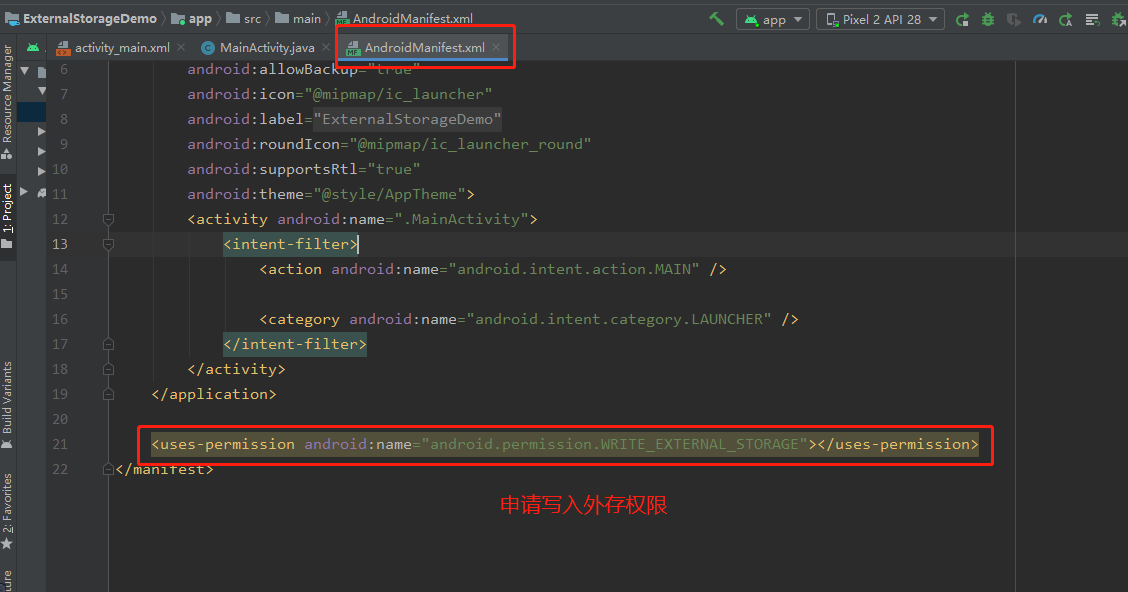 ExternalStorageDemo app src main AndroidManifest.xml app Pixel 2 API 28
activity_main.xml MainActivity.java AndroidManifest.xml
Resource Manager
1: Project
Build Variants
2: Favorites
6 android:allowBackup="true"
7 android:icon="@mipmap/ic_launcher"
8 android:label="ExternalStorageDemo"
9 android:roundIcon="@mipmap/ic_launcher_round"
10 android:supportsRtl="true"
11 android:theme="@style/AppTheme">
12 <activity android:name=".MainActivity">
13 <intent-filter>
14 <action android:name="android.intent.action.MAIN" />
15
16 <category android:name="android.intent.category.LAUNCHER" />
17 </intent-filter>
18 </activity>
19 </application>
20
21 <uses-permission android:name="android.permission.WRITE_EXTERNAL_STORAGE"></uses-permission>
22 </manifest>
申请写入外存权限